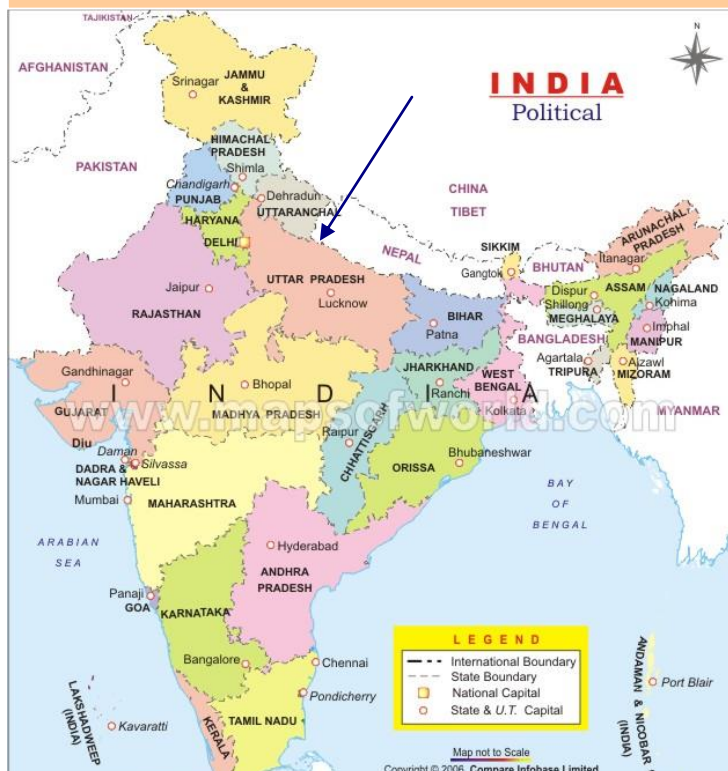 TAJIKISTAN
N
AFGHANISTAN
JAMMU
&
KASHMIR
Srinagar
INDIA
Political
HIMACHAL
PRADESH
Shimla
PAKISTAN
Chandigarh
PUNJAB
Dehradun
UTTARANCHAL
CHINA
TIBET
HARYANA
DELHI
NEPAL
SIKKIM
Gangtok
BHUTAN
ARUNACHAL
PRADESH
Itanagar
Jaipur
RAJASTHAN
UTTAR PRADESH
Lucknow
BIHAR
Patna
Dispur
ASSAM
NAGALAND
Shillong
Kohima
MEGHALAYA
Imphal
MANIPUR
BANGLADESH
Agartala
TRIPURA
Aizawl
MIZORAM
Gandhinagar
GUJARAT
I N D I A
Bhopal
MADHYA PRADESH
JHARKHAND
Ranchi
WEST
BENGAL
Kolkata
www.mapsofworld.com
MYANMAR
Diu
Daman
Silvassa
DADRA &
NAGAR HAVELI
Raipur
CHHATTISGARH
ORISSA
Bhubaneshwar
Mumbai
MAHARASHTRA
BAY
OF
BENGAL
ARABIAN
SEA
Hyderabad
ANDHRA
PRADESH
Panaji
GOA
KARNATAKA
Bangalore
Chennai
Pondicherry
TAMIL NADU
KERALA
LAKSHADWEEP
(INDIA)
Kavaratti
LEGEND
International Boundary
State Boundary
National Capital
State & U.T. Capital
ANDAMAN & NICOBAR
(INDIA)
Port Blair
Map not to Scale
Copyright © 2006 Compare Infobase Limited